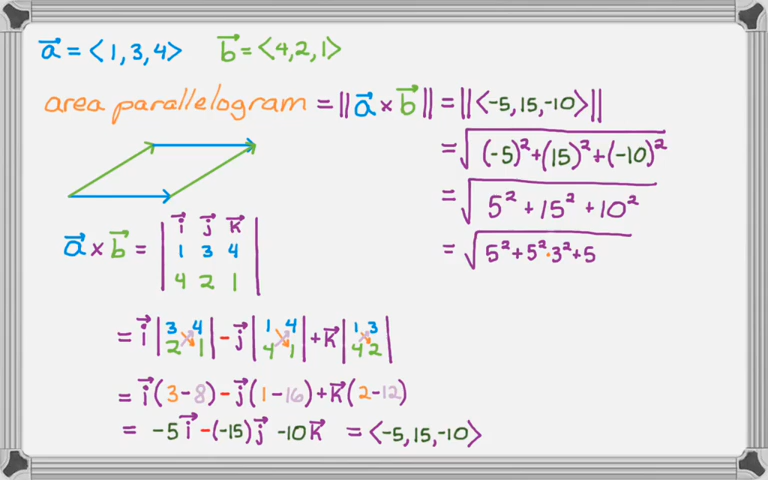 a⃗ = <1, 3, 4> b⃗ = <4, 2, 1>
area parallelogram = ||a⃗ × b⃗|| = ||<-5, 15, -10>||
= √((-5)² + (15)² + (-10)²)
= √(5² + 15² + 10²)
= √(5² + 5² · 3² + 5
a⃗ × b⃗ = | i⃗ j⃗ k⃗ |
| 1 3 4 |
| 4 2 1 |
= i⃗ |3 4| - j⃗ |1 4| + k⃗ |1 3|
|2 1| |4 1| |4 2|
= i⃗(3-8) - j⃗(1-16) + k⃗(2-12)
= -5i⃗ - (-15)j⃗ -10k⃗ = <-5, 15, -10>